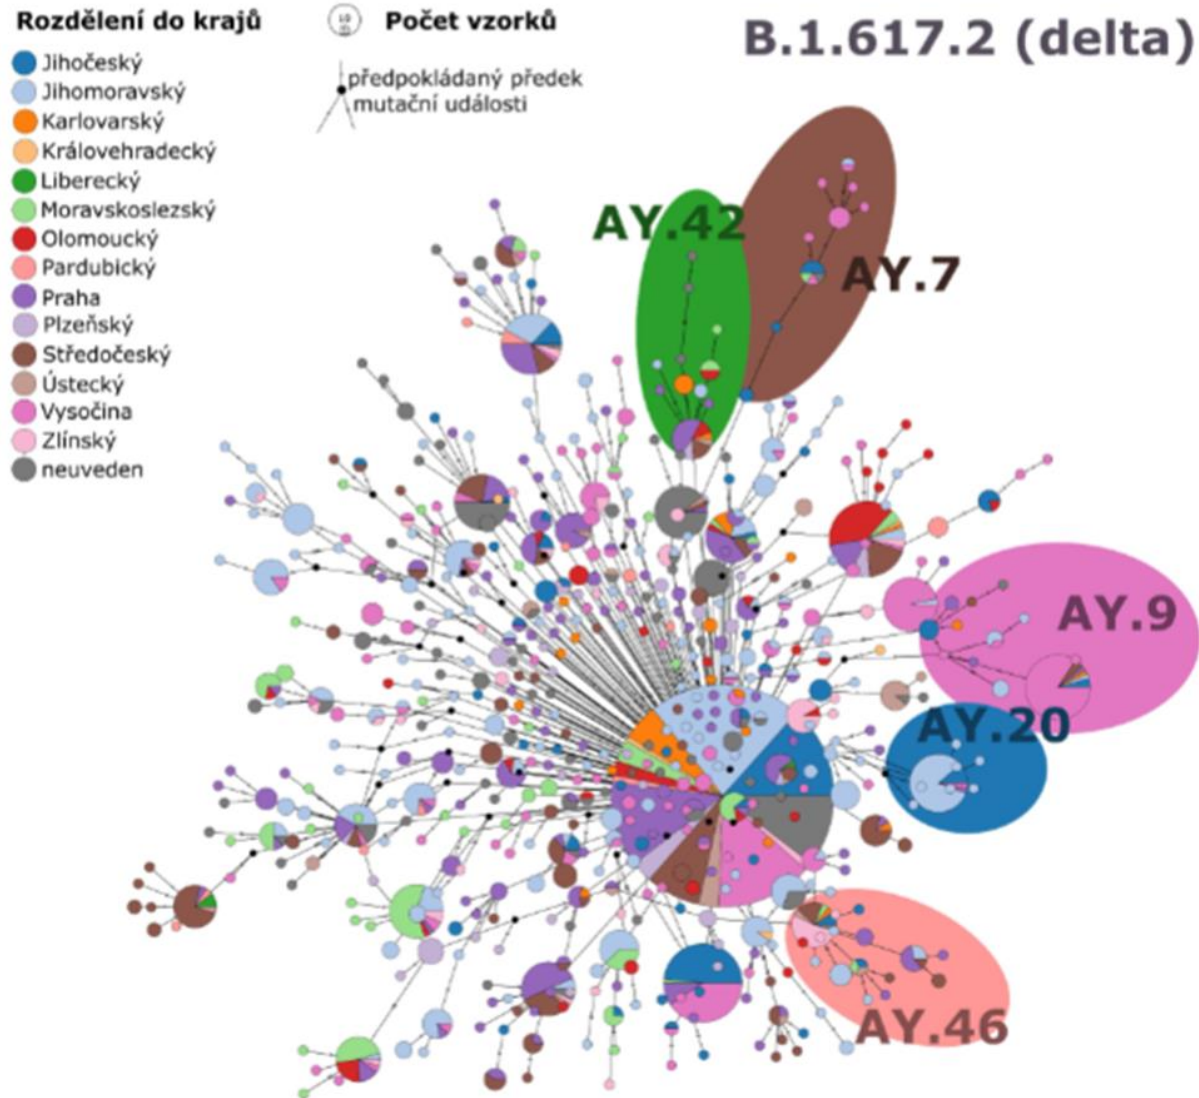 Rozdělení do krajů
Jihočeský
Jihomoravský
Karlovarský
Královehradecký
Liberecký
Moravskoslezský
Olomoucký
Pardubický
Praha
Plzeňský
Středočeský
Ústecký
Vysočina
Zlínský
neuveden
10
Počet vzorků
předpokládaný předek
mutační události
B.1.617.2 (delta)
AY.42
AY.7
AY.9
AY.20
AY.46